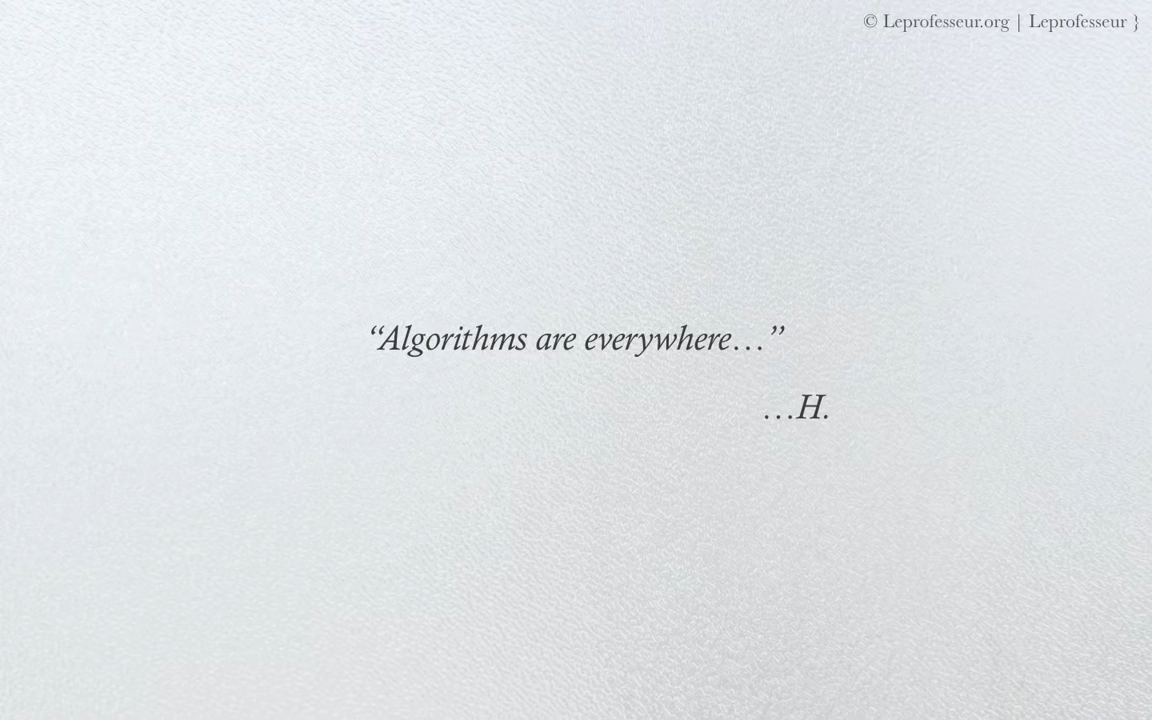 © Leprofesseur.org | Leprofesseur }
“Algorithms are everywhere…”
…H.